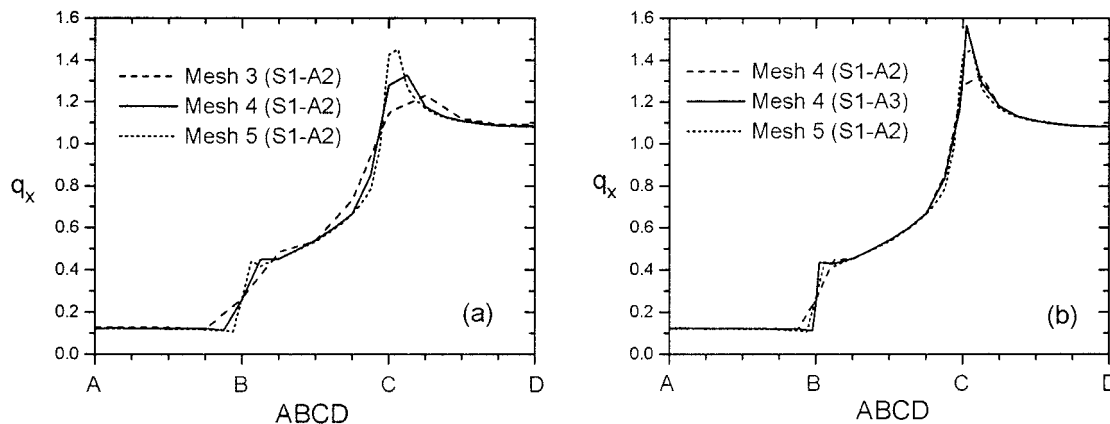 1.6
1.4
1.2
1.0
0.8
0.6
0.4
0.2
0.0
q_x
Mesh 3 (S1-A2)
Mesh 4 (S1-A2)
Mesh 5 (S1-A2)
(a)
A B C D
ABCD
1.6
1.4
1.2
1.0
0.8
0.6
0.4
0.2
0.0
q_x
Mesh 4 (S1-A2)
Mesh 4 (S1-A3)
Mesh 5 (S1-A2)
(b)
A B C D
ABCD